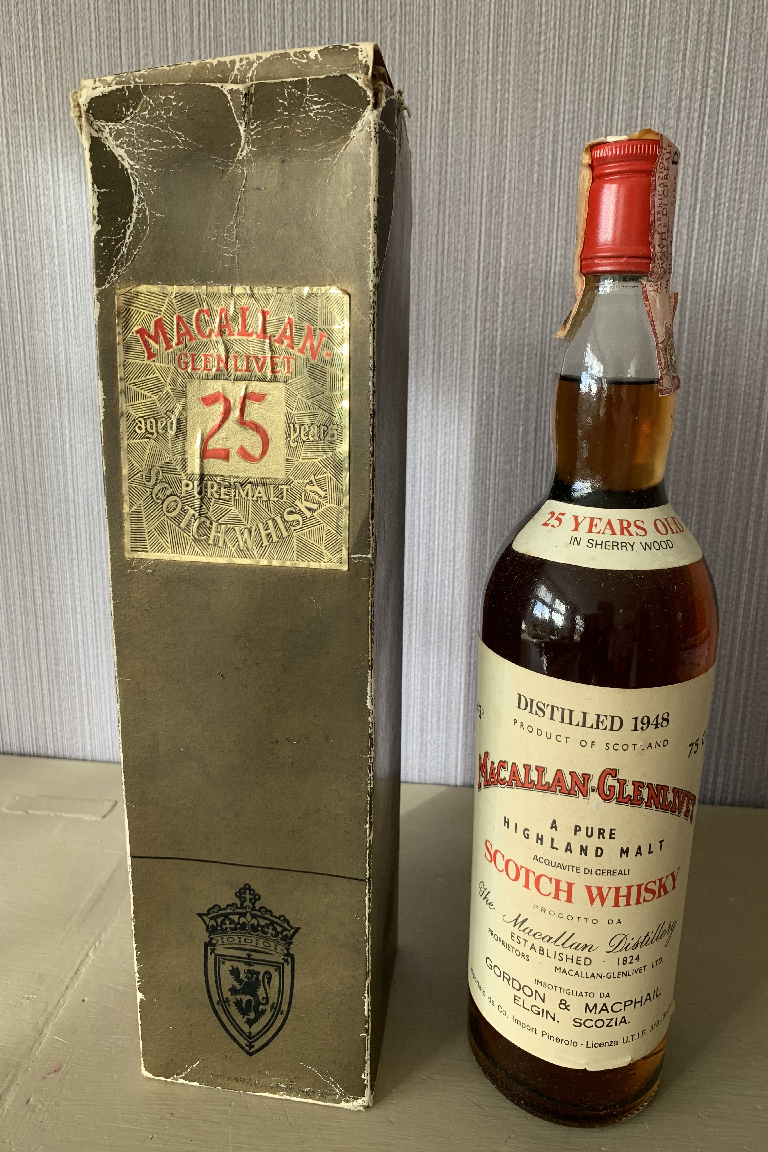 MACALLAN-
GLENLIVET
aged 25 years
PURE MALT
SCOTCH WHISKY
25 YEARS OLD
IN SHERRY WOOD
DISTILLED 1948
PRODUCT OF SCOTLAND
75
MACALLAN-GLENLIVET
A PURE
HIGHLAND MALT
ACQUAVITE DI CEREALI
SCOTCH WHISKY
PRODOTTO DA
The Macallan Distillery
ESTABLISHED · 1824
PROPRIETORS MACALLAN-GLENLIVET LTD.
IMBOTTIGLIATO DA
GORDON & MACPHAIL
ELGIN, SCOZIA.
da Co. Import Pinerolo - Licenza U.T.I.F.